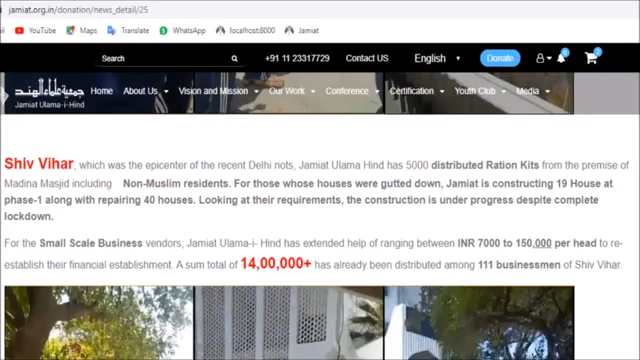 jamiat.org.in/donation/news_detail/25
YouTube Maps Translate WhatsApp localhost:8000 Jamiat
Search +91 11 23317729 Contact US English Donate
جمعية علماء الهند
Jamiat Ulama-i-Hind Home About Us Vision and Mission Our Work Conference Certification Youth Club Media
Shiv Vihar, which was the epicenter of the recent Delhi riots, Jamiat Ulama Hind has 5000 distributed Ration Kits from the premise of
Madina Masjid including Non-Muslim residents. For those whose houses were gutted down, Jamiat is constructing 19 House at
phase-1 along with repairing 40 houses. Looking at their requirements, the construction is under progress despite complete
lockdown.
For the Small Scale Business vendors, Jamiat Ulama-i- Hind has extended help of ranging between INR 7000 to 150,000 per head to re-
establish their financial establishment. A sum total of 14,00,000+ has already been distributed among 111 businessmen of Shiv Vihar.